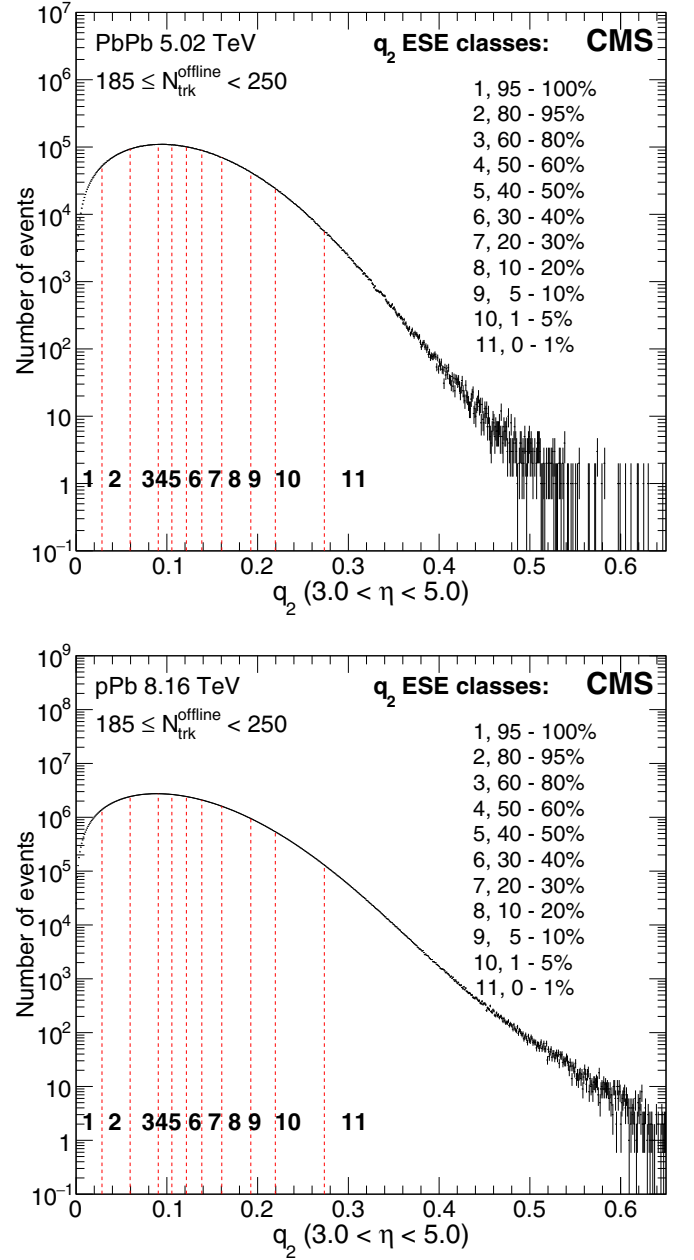 10^7
PbPb 5.02 TeV
q_2 ESE classes:
CMS
185 ≤ N_trk^offline < 250
10^6
1, 95 - 100%
2, 80 - 95%
3, 60 - 80%
4, 50 - 60%
5, 40 - 50%
6, 30 - 40%
7, 20 - 30%
8, 10 - 20%
9, 5 - 10%
10, 1 - 5%
11, 0 - 1%
10^5
10^4
10^3
10^2
10
1
10^−1
Number of events
1 2 3 4 5 6 7 8 9 10 11
0 0.1 0.2 0.3 0.4 0.5 0.6
q_2 (3.0 < η < 5.0)
10^9
pPb 8.16 TeV
q_2 ESE classes:
CMS
185 ≤ N_trk^offline < 250
10^8
1, 95 - 100%
2, 80 - 95%
3, 60 - 80%
4, 50 - 60%
5, 40 - 50%
6, 30 - 40%
7, 20 - 30%
8, 10 - 20%
9, 5 - 10%
10, 1 - 5%
11, 0 - 1%
10^7
10^6
10^5
10^4
10^3
10^2
10
1
10^−1
Number of events
1 2 3 4 5 6 7 8 9 10 11
0 0.1 0.2 0.3 0.4 0.5 0.6
q_2 (3.0 < η < 5.0)